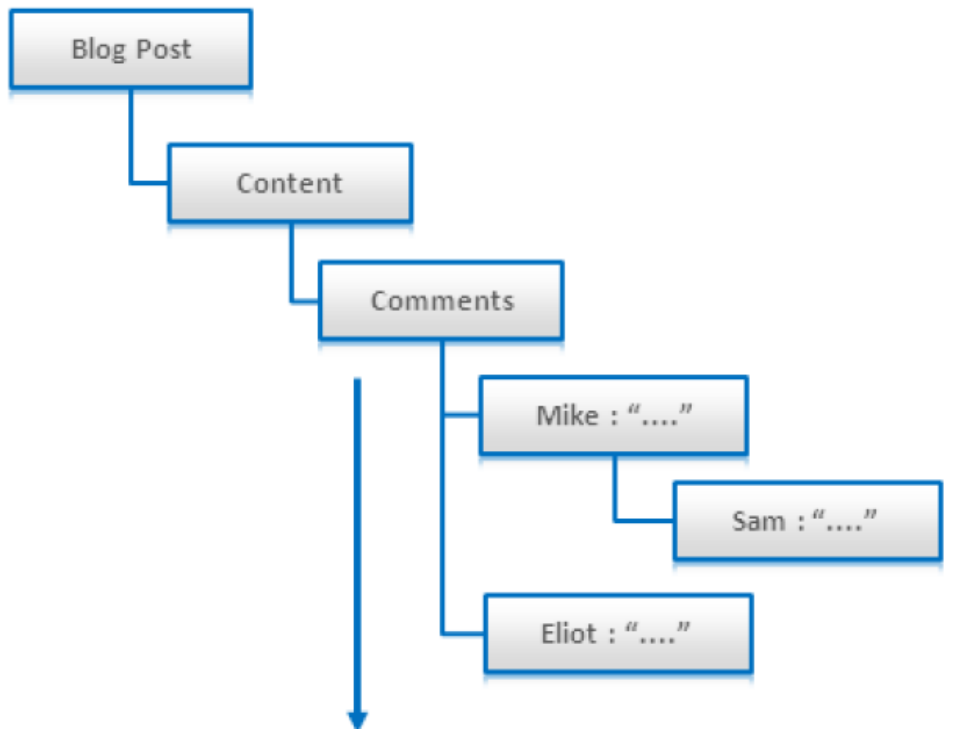 Blog Post
Content
Comments
Mike : “....”
Sam : “....”
Eliot : “....”